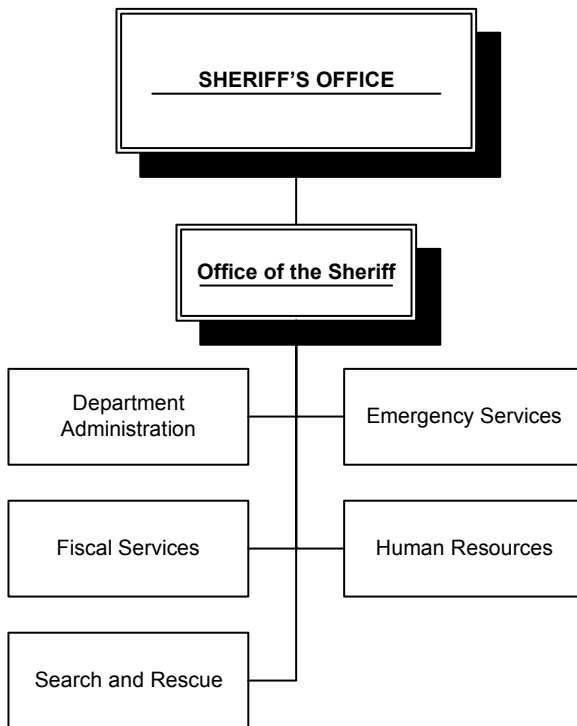 SHERIFF’S OFFICE
Office of the Sheriff
Department
Administration
Emergency Services
Fiscal Services
Human Resources
Search and Rescue